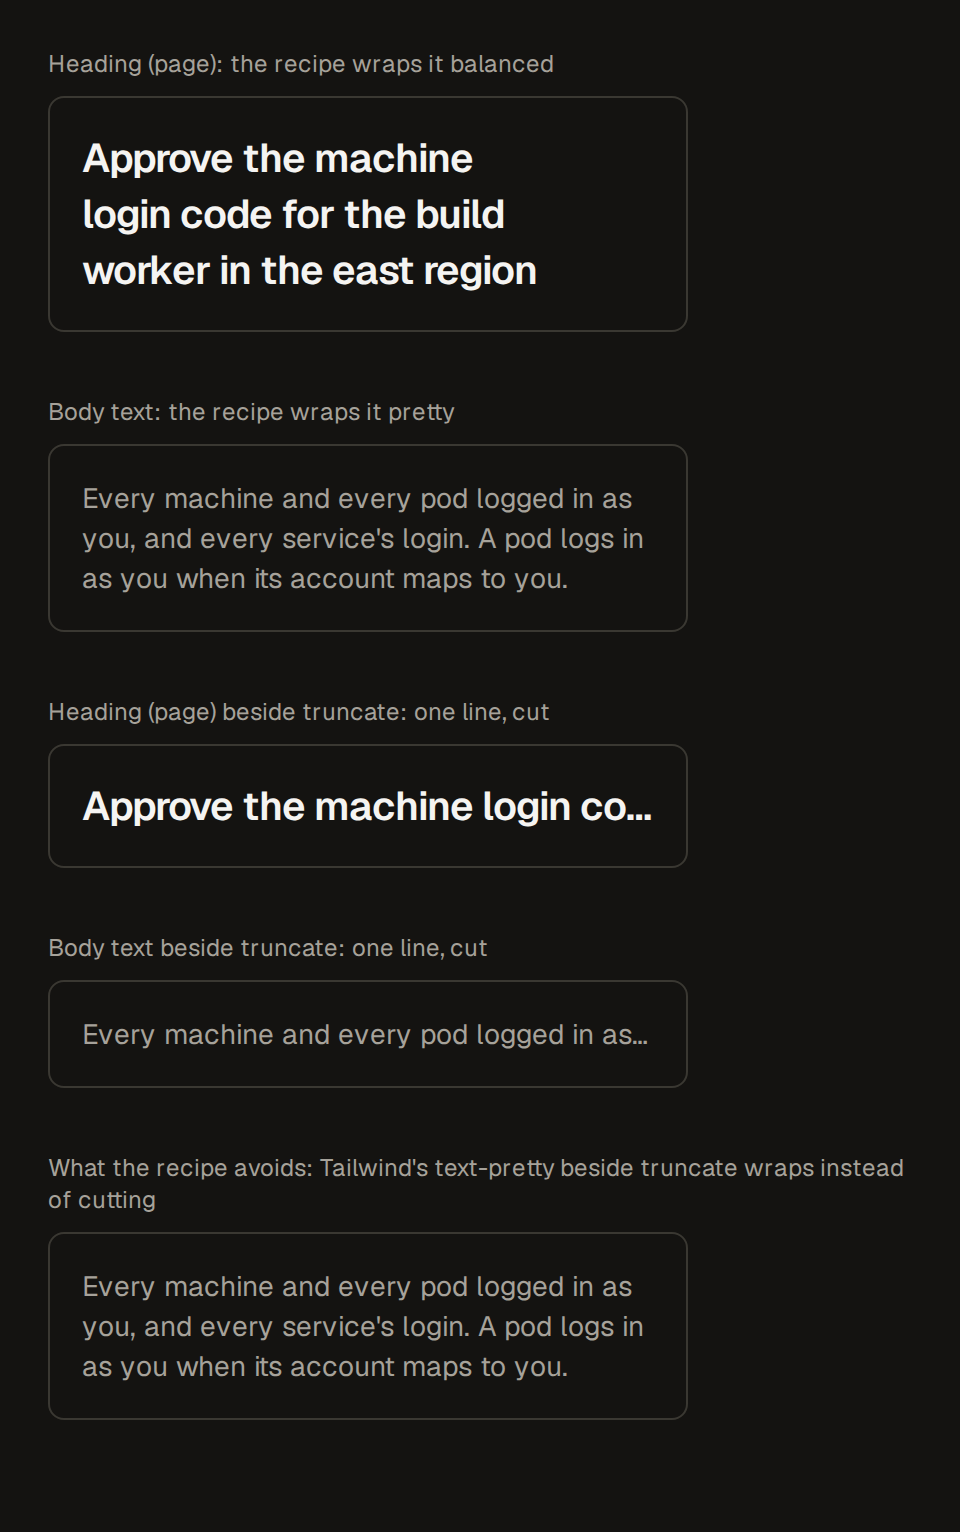 Heading (page): the recipe wraps it balanced
Approve the machine
login code for the build
worker in the east region
Body text: the recipe wraps it pretty
Every machine and every pod logged in as
you, and every service's login. A pod logs in
as you when its account maps to you.
Heading (page) beside truncate: one line, cut
Approve the machine login co...
Body text beside truncate: one line, cut
Every machine and every pod logged in as...
What the recipe avoids: Tailwind's text-pretty beside truncate wraps instead
of cutting
Every machine and every pod logged in as
you, and every service's login. A pod logs in
as you when its account maps to you.